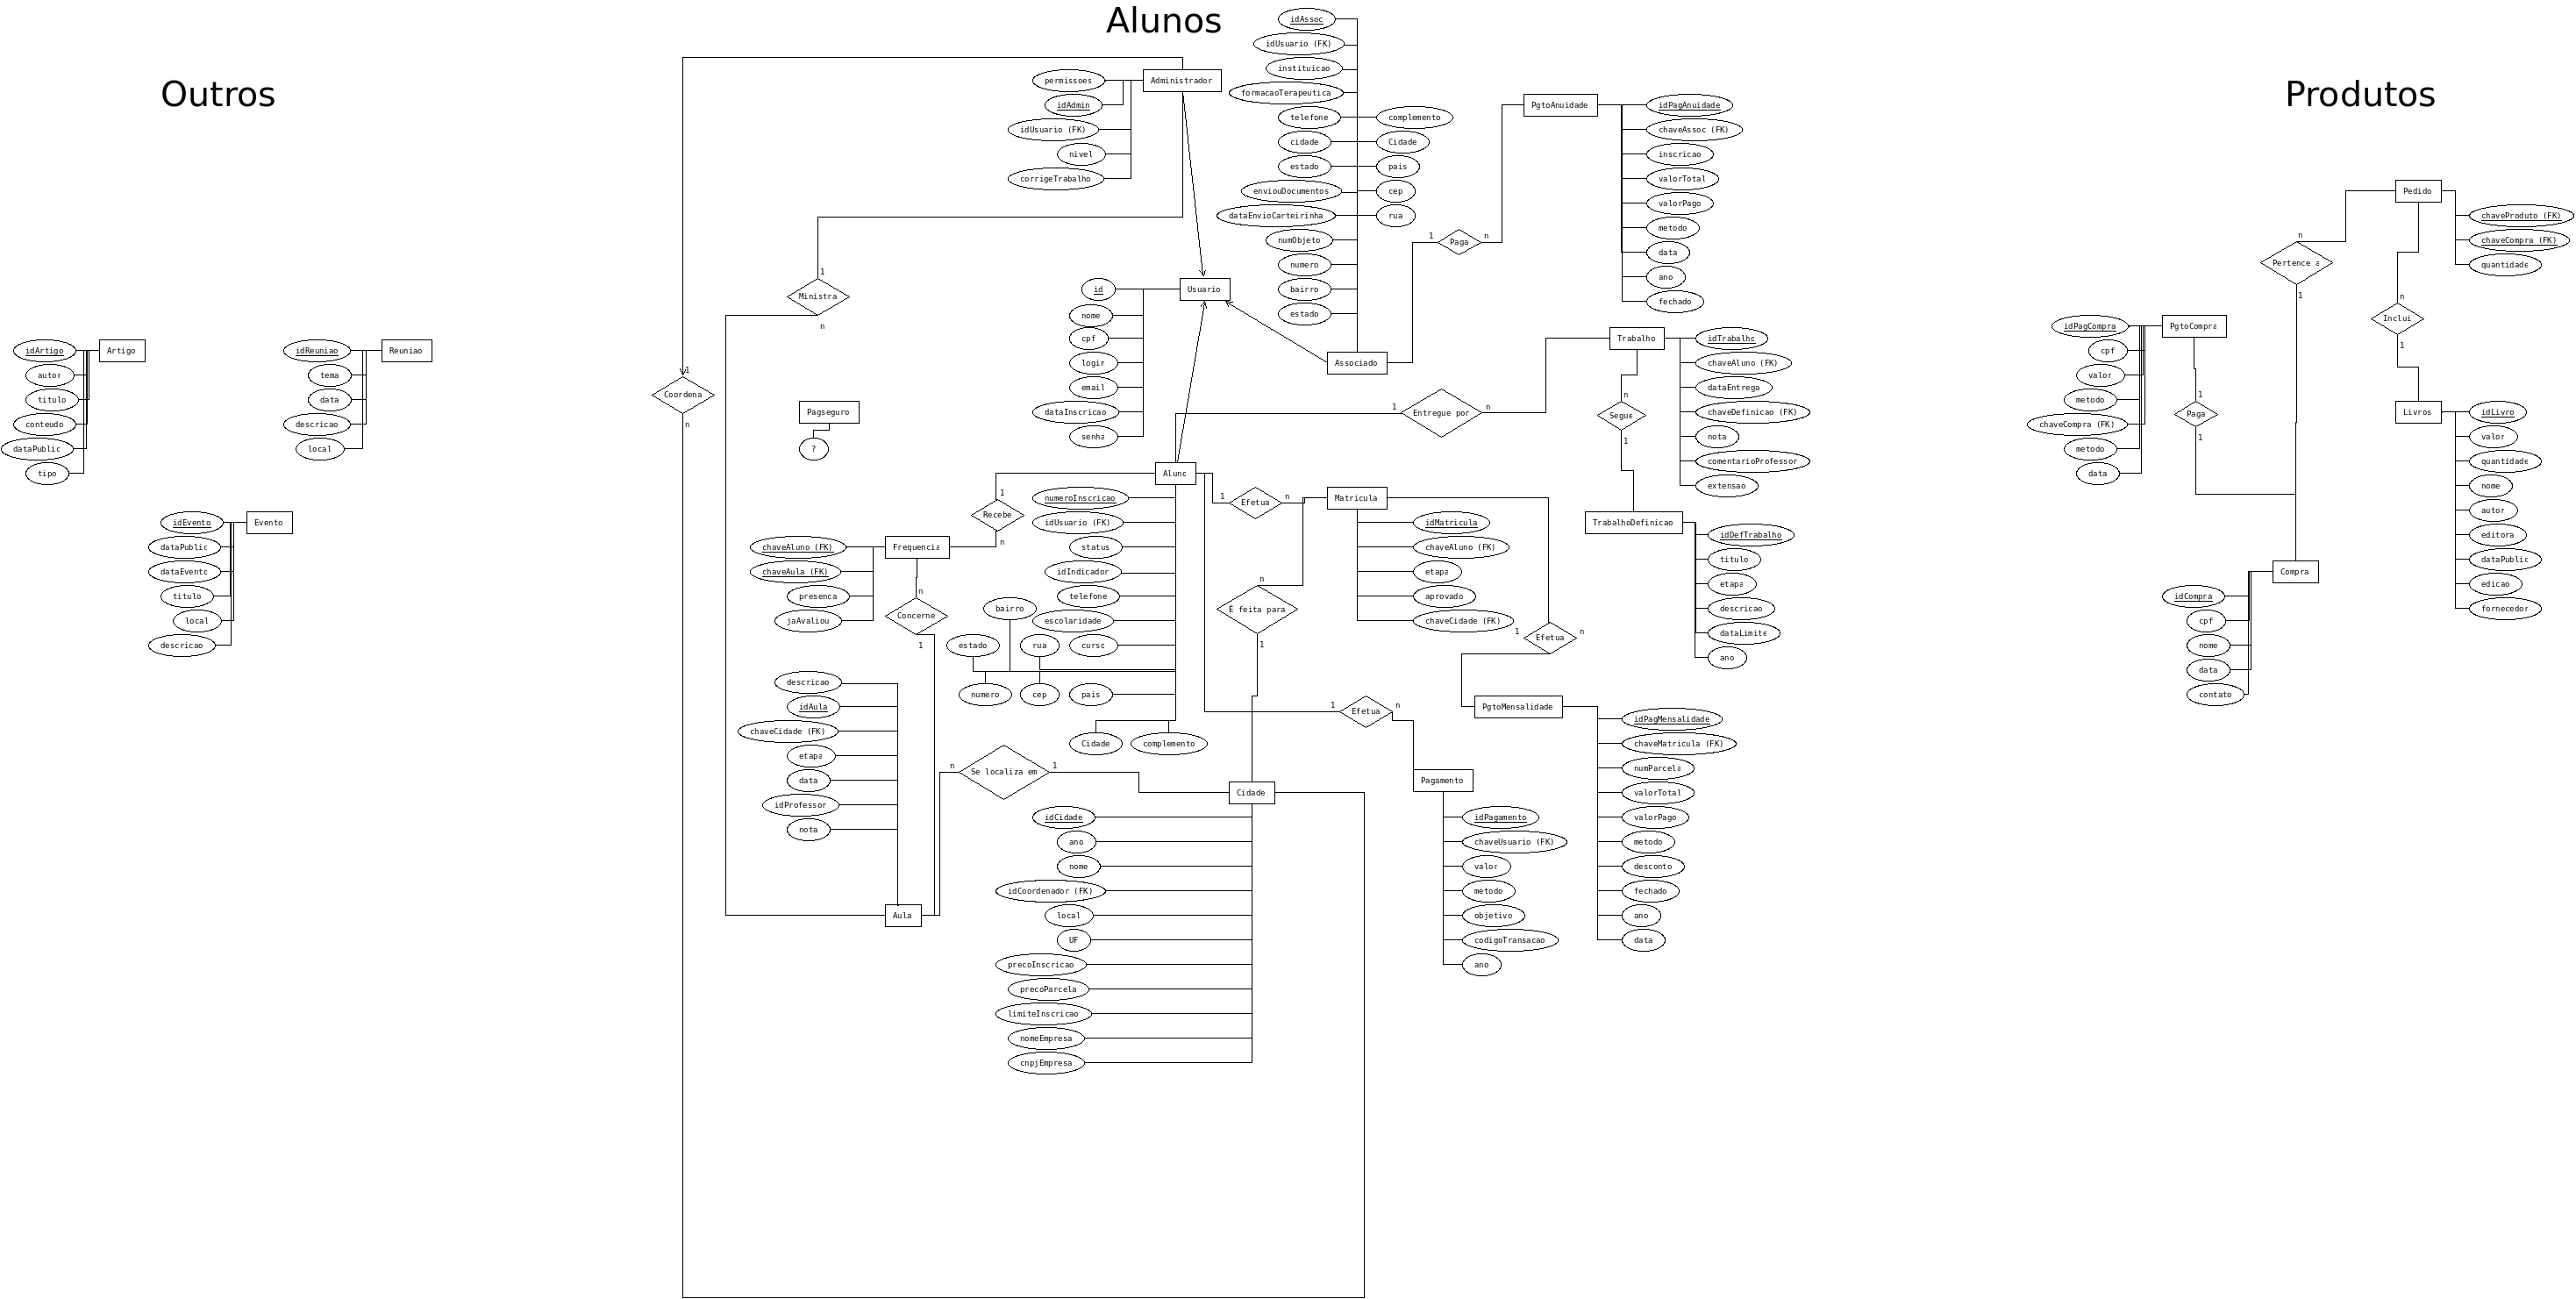 Outros
Alunos
Produtos
Artigo
idArtigo
autor
titulo
conteudo
dataPublic
tipo
Reuniao
idReuniao
tema
data
descricao
local
Evento
idEvento
dataPublic
dataEvento
titulo
local
descricao
Administrador
permissoes
idAdmin
idUsuario (FK)
nivel
corrigeTrabalho
1
Ministra
n
1
Coordena
n
Pagseguro
?
Usuario
id
nome
cpf
login
email
dataInscricao
senha
idAssoc
idUsuario (FK)
instituicao
formacaoTerapeutica
telefone
complemento
cidade
Cidade
estado
pais
enviouDocumentos
cep
dataEnvioCarteirinha
rua
numObjeto
numero
bairro
estado
Associado
1
Paga
n
PgtoAnuidade
idPagAnuidade
chaveAssoc (FK)
inscricao
valorTotal
valorPago
metodo
data
ano
fechado
Trabalho
idTrabalho
chaveAluno (FK)
dataEntrega
chaveDefinicao (FK)
nota
comentarioProfessor
extensao
1
Entregue por
n
n
Segue
1
TrabalhoDefinicao
idDefTrabalho
titulo
etapa
descricao
dataLimite
ano
Aluno
numeroInscricao
idUsuario (FK)
status
idIndicador
telefone
escolaridade
curso
bairro
estado
rua
numero
cep
pais
Cidade
complemento
1
Recebe
n
Frequencia
chaveAluno (FK)
chaveAula (FK)
presenca
jaAvaliou
n
Concerne
1
1
Efetua
n
Matricula
idMatricula
chaveAluno (FK)
etapa
aprovado
chaveCidade (FK)
n
É feita para
1
1
Efetua
n
PgtoMensalidade
idPagMensalidade
chaveMatricula (FK)
numParcela
valorTotal
valorPago
metodo
desconto
fechado
ano
data
1
Efetua
n
Pagamento
idPagamento
chaveUsuario (FK)
valor
metodo
objetivo
codigoTransacao
ano
descricao
idAula
chaveCidade (FK)
etapa
data
idProfessor
nota
Aula
n
Se localiza em
1
Cidade
idCidade
ano
nome
idCoordenador (FK)
local
UF
precoInscricao
precoParcela
limiteInscricao
nomeEmpresa
cnpjEmpresa
Pedido
chaveProduto (FK)
chaveCompra (FK)
quantidade
n
Pertence a
1
n
Inclui
1
PgtoCompra
idPagCompra
cpf
valor
metodo
chaveCompra (FK)
metodo
data
1
Paga
1
Livros
idLivro
valor
quantidade
nome
autor
editora
dataPublic
edicao
fornecedor
Compra
idCompra
cpf
nome
data
contato